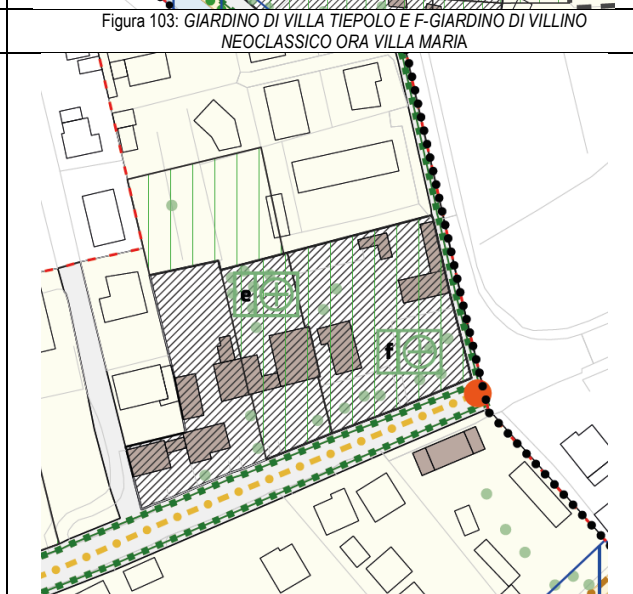 Figura 103: GIARDINO DI VILLA TIEPOLO E F-GIARDINO DI VILLINO
NEOCLASSICO ORA VILLA MARIA
e
f